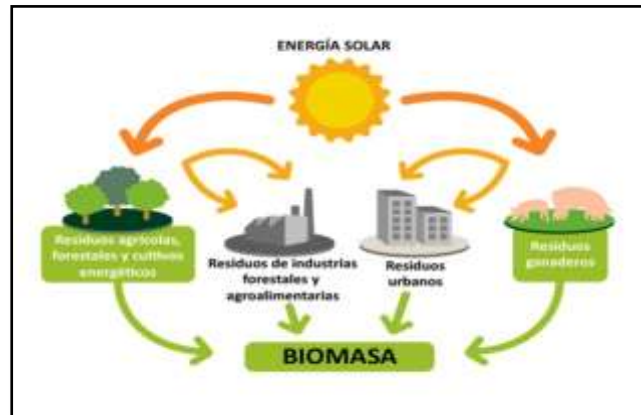 ENERGÍA SOLAR
Residuos agrícolas,
forestales y cultivos
energéticos
Residuos de industrias
forestales y
agroalimentarias
Residuos
urbanos
Residuos
ganaderos
BIOMASA